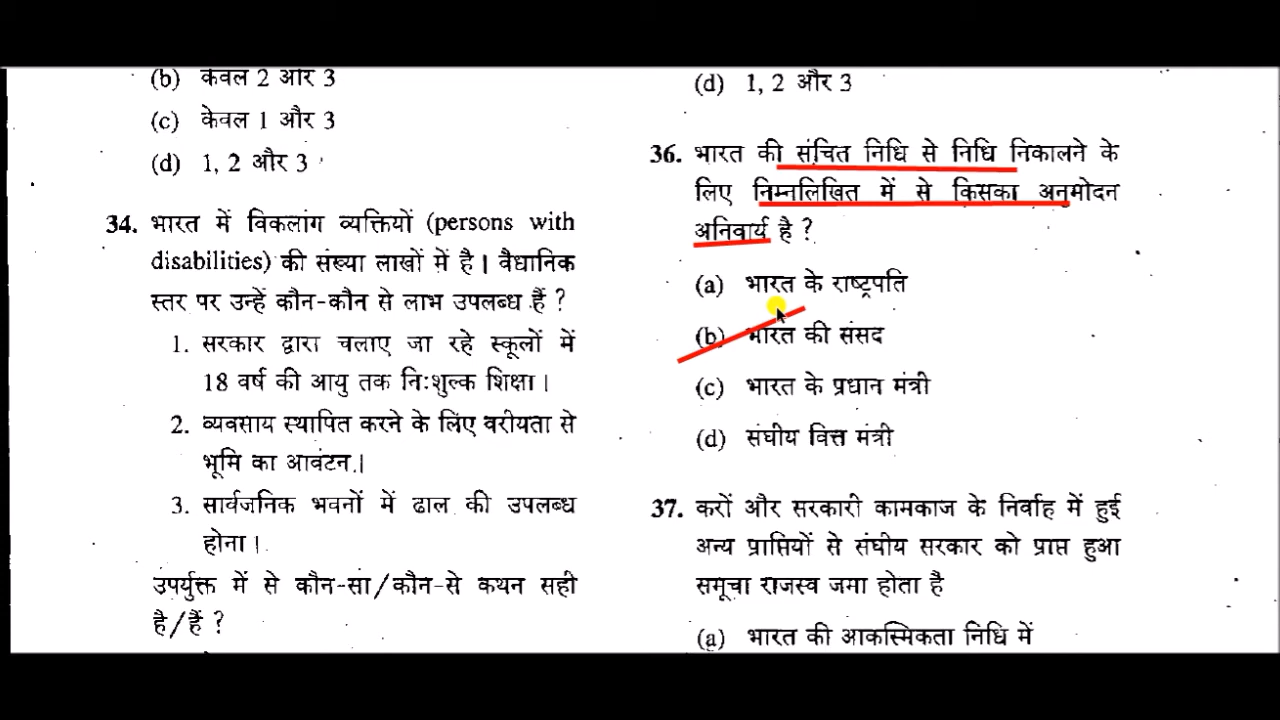 (b) केवल 2 और 3
(c) केवल 1 और 3
(d) 1, 2 और 3
34. भारत में विकलांग व्यक्तियों (persons with
disabilities) की संख्या लाखों में है। वैधानिक
स्तर पर उन्हें कौन-कौन से लाभ उपलब्ध हैं ?
1. सरकार द्वारा चलाए जा रहे स्कूलों में
18 वर्ष की आयु तक निःशुल्क शिक्षा।
2. व्यवसाय स्थापित करने के लिए वरीयता से
भूमि का आवंटन।
3. सार्वजनिक भवनों में ढाल की उपलब्ध
होना।
उपर्युक्त में से कौन-सा/कौन-से कथन सही
है/हैं ?
(d) 1, 2 और 3
36. भारत की संचित निधि से निधि निकालने के
लिए निम्नलिखित में से किसका अनुमोदन
अनिवार्य है ?
(a) भारत के राष्ट्रपति
(b) भारत की संसद
(c) भारत के प्रधान मंत्री
(d) संघीय वित्त मंत्री
37. करों और सरकारी कामकाज के निर्वाह में हुई
अन्य प्राप्तियों से संघीय सरकार को प्राप्त हुआ
समूचा राजस्व जमा होता है
(a) भारत की आकस्मिकता निधि में